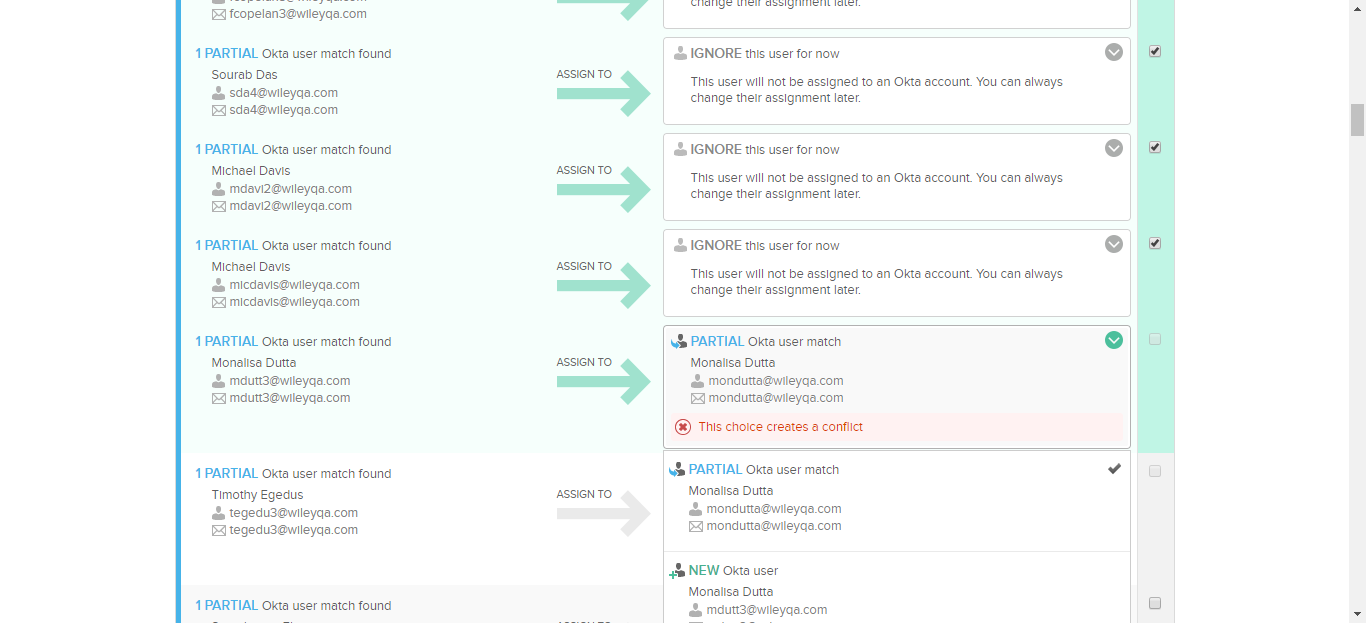 fcopelan3@wileyqa.com
change their assignment later.
1 PARTIAL Okta user match found
Sourab Das
sda4@wileyqa.com
sda4@wileyqa.com
ASSIGN TO
IGNORE this user for now
This user will not be assigned to an Okta account. You can always
change their assignment later.
1 PARTIAL Okta user match found
Michael Davis
mdavi2@wileyqa.com
mdavi2@wileyqa.com
ASSIGN TO
IGNORE this user for now
This user will not be assigned to an Okta account. You can always
change their assignment later.
1 PARTIAL Okta user match found
Michael Davis
micdavis@wileyqa.com
micdavis@wileyqa.com
ASSIGN TO
IGNORE this user for now
This user will not be assigned to an Okta account. You can always
change their assignment later.
1 PARTIAL Okta user match found
Monalisa Dutta
mdutt3@wileyqa.com
mdutt3@wileyqa.com
ASSIGN TO
PARTIAL Okta user match
Monalisa Dutta
mondutta@wileyqa.com
mondutta@wileyqa.com
This choice creates a conflict
1 PARTIAL Okta user match found
Timothy Egedus
tegedu3@wileyqa.com
tegedu3@wileyqa.com
ASSIGN TO
PARTIAL Okta user match
Monalisa Dutta
mondutta@wileyqa.com
mondutta@wileyqa.com
NEW Okta user
Monalisa Dutta
mdutt3@wileyqa.com
1 PARTIAL Okta user match found